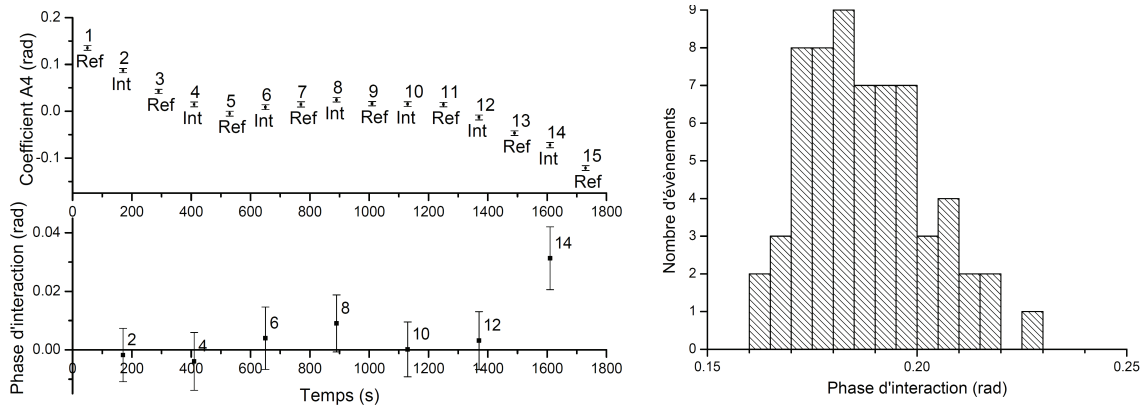 Coefficient A4 (rad)
0.2
0.1
0.0
-0.1
1
Ref
2
Int
3
Ref
4
Int
5
Ref
6
Int
7
Ref
8
Int
9
Ref
10
Int
11
Ref
12
Int
13
Ref
14
Int
15
Ref
0 200 400 600 800 1000 1200 1400 1600 1800
Phase d'interaction (rad)
0.04
0.02
0.00
2
4
6
8
10
12
14
0 200 400 600 800 1000 1200 1400 1600 1800
Temps (s)
Nombre d'évènements
9
8
7
6
5
4
3
2
1
0
0.15 0.20 0.25
Phase d'interaction (rad)